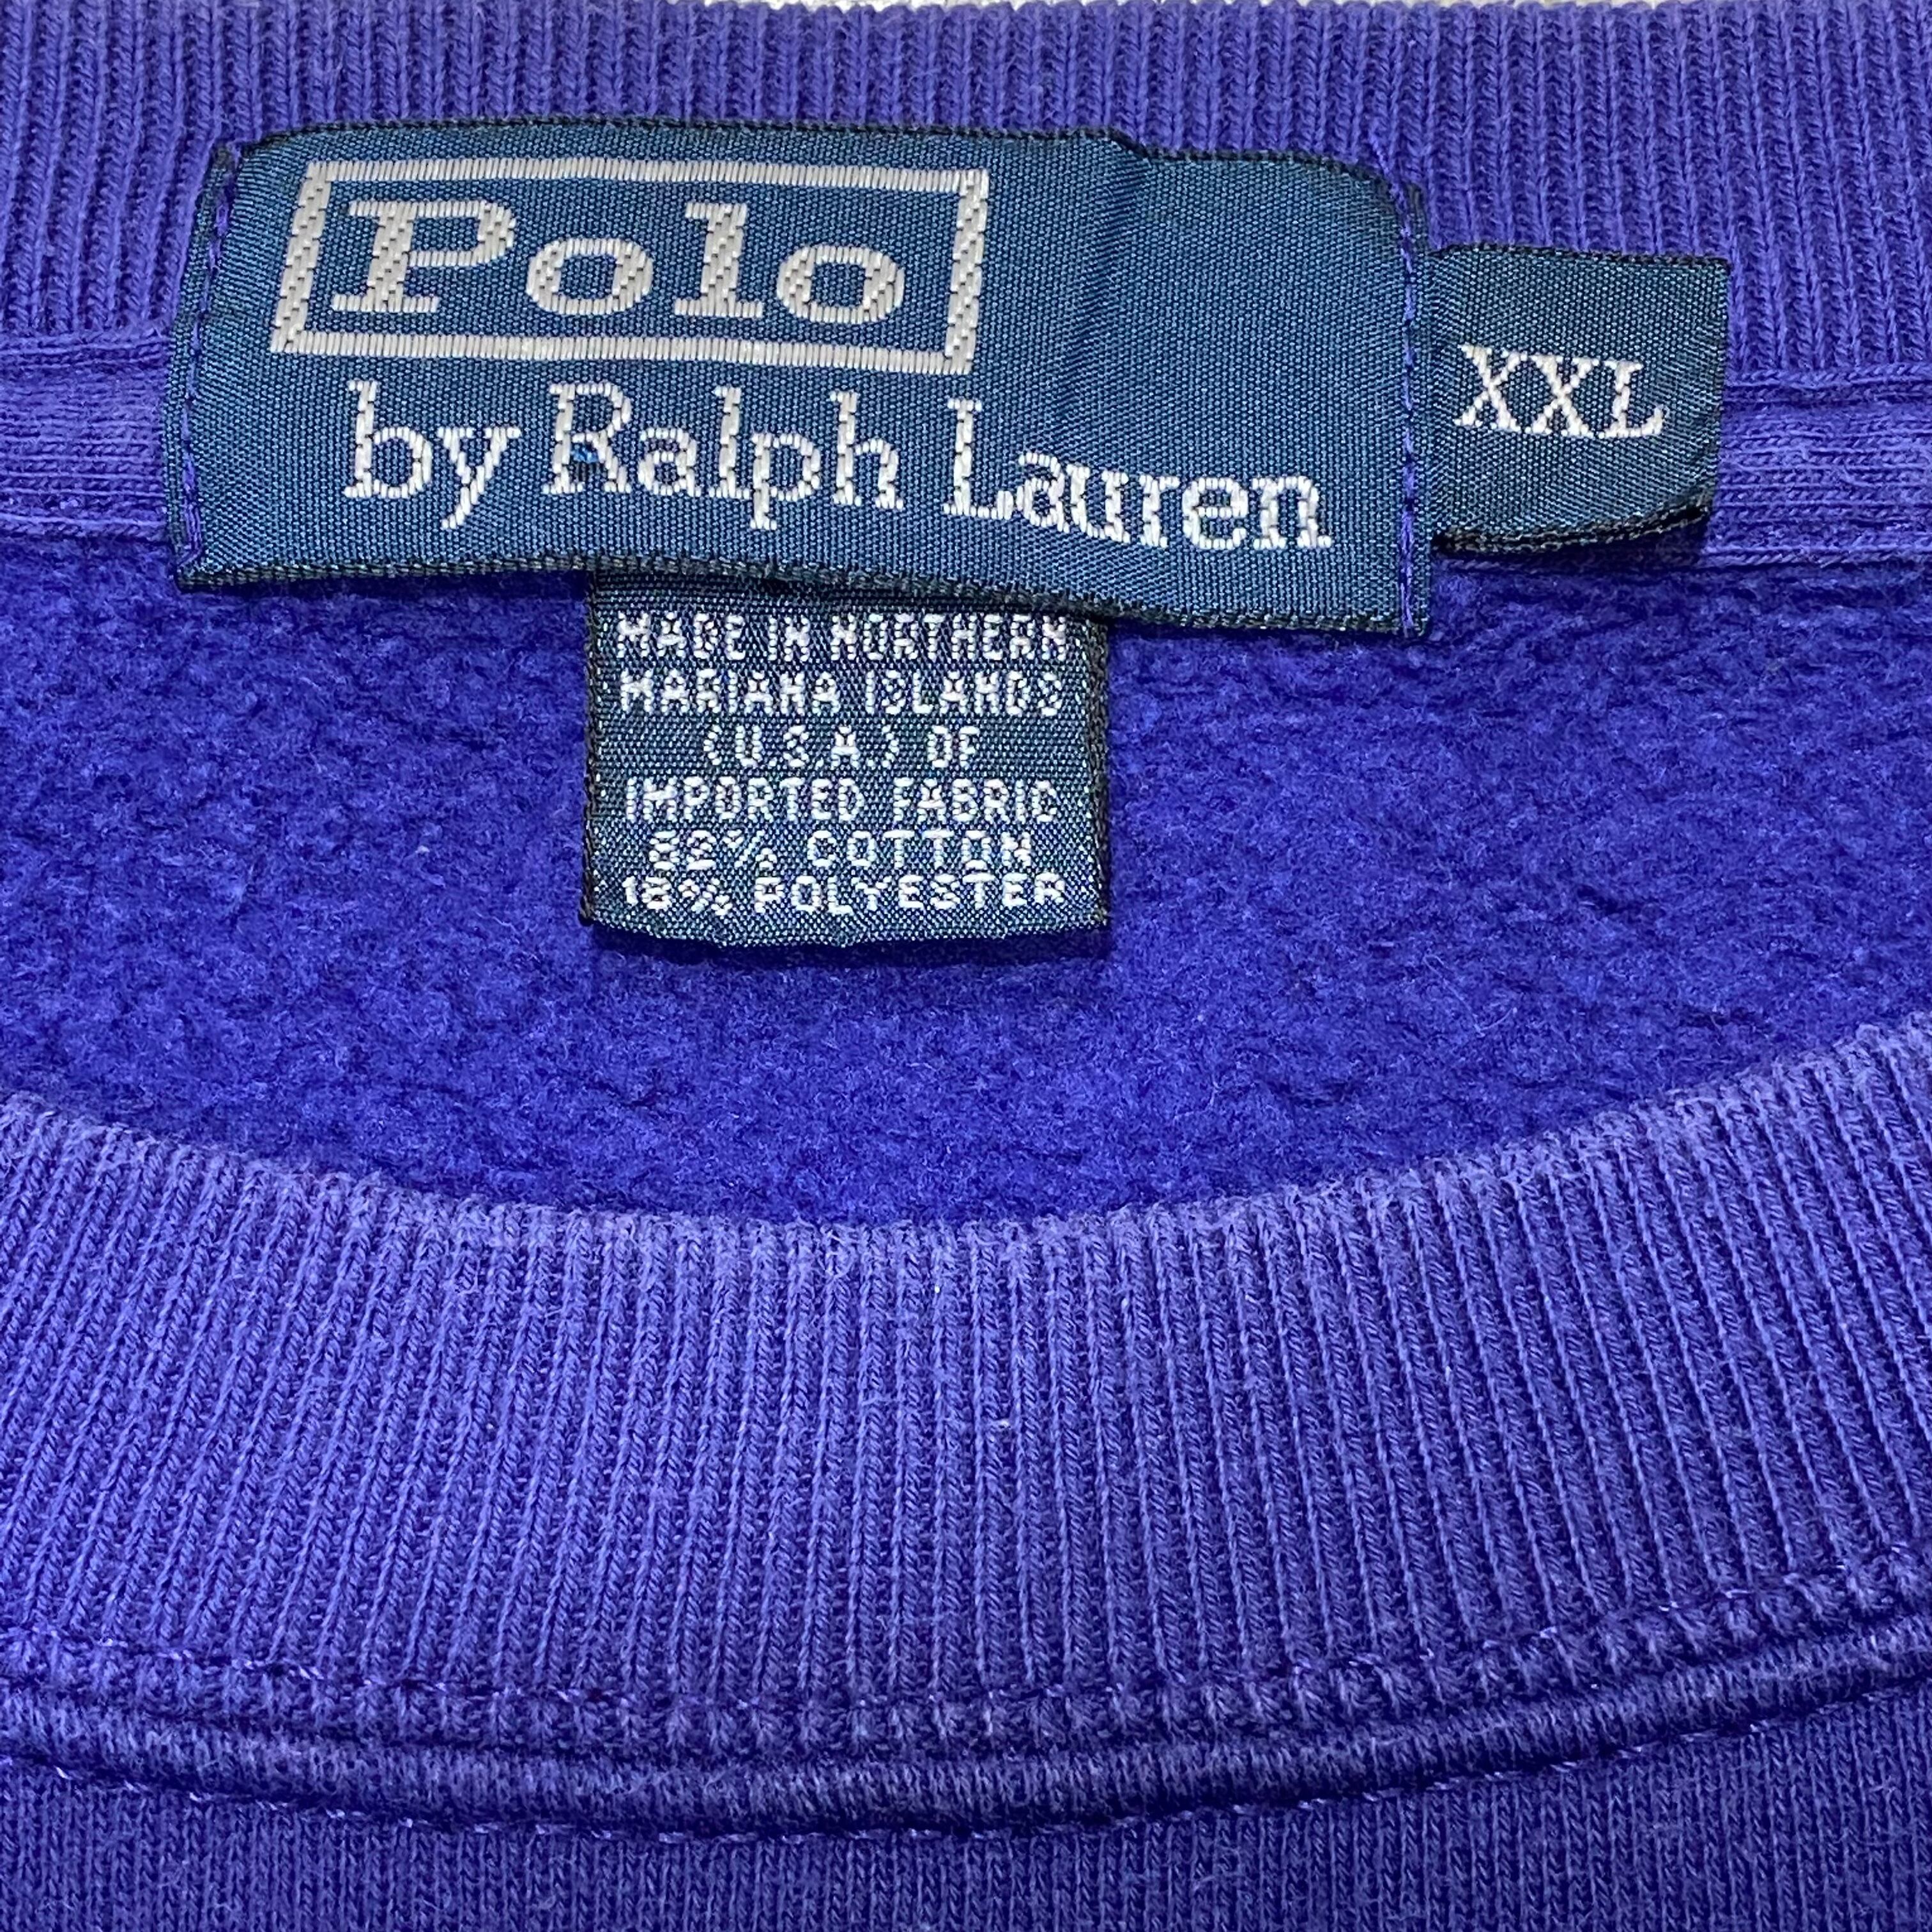 Polo
by Ralph Lauren
XXL
MADE IN NORTHERN
MARIANA ISLANDS
(U.S.A.) OF
IMPORTED FABRIC
82% COTTON
18% POLYESTER